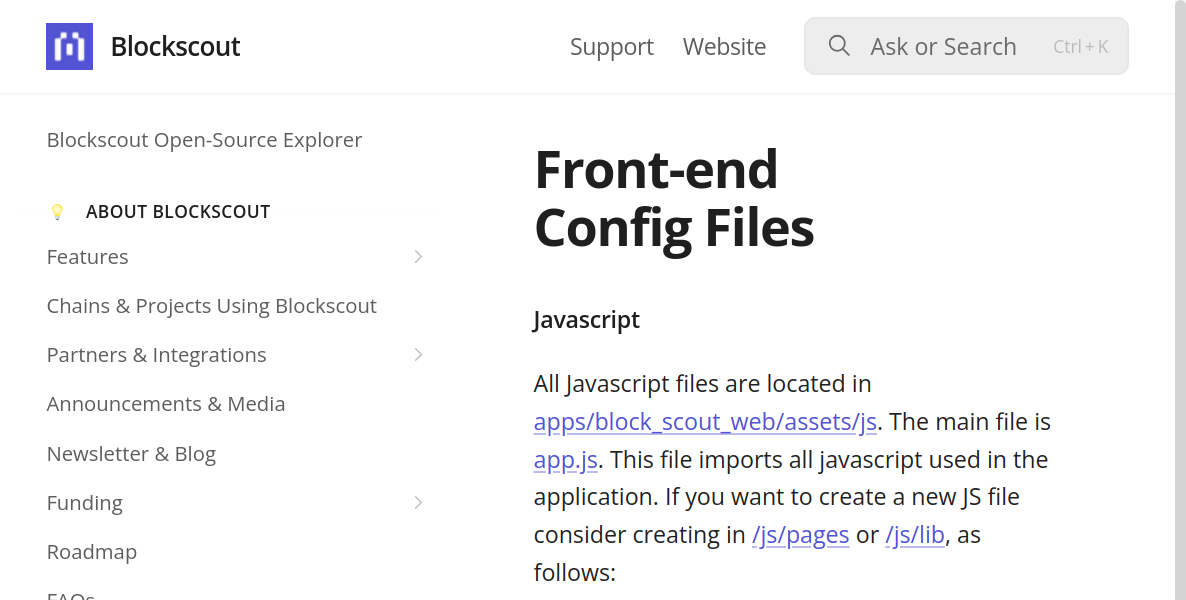 Blockscout
Support
Website
Ask or Search
Ctrl + K
Blockscout Open-Source Explorer
ABOUT BLOCKSCOUT
Features
Chains & Projects Using Blockscout
Partners & Integrations
Announcements & Media
Newsletter & Blog
Funding
Roadmap
FAQs
Front-end
Config Files
Javascript
All Javascript files are located in
apps/block_scout_web/assets/js. The main file is
app.js. This file imports all javascript used in the
application. If you want to create a new JS file
consider creating in /js/pages or /js/lib, as
follows: